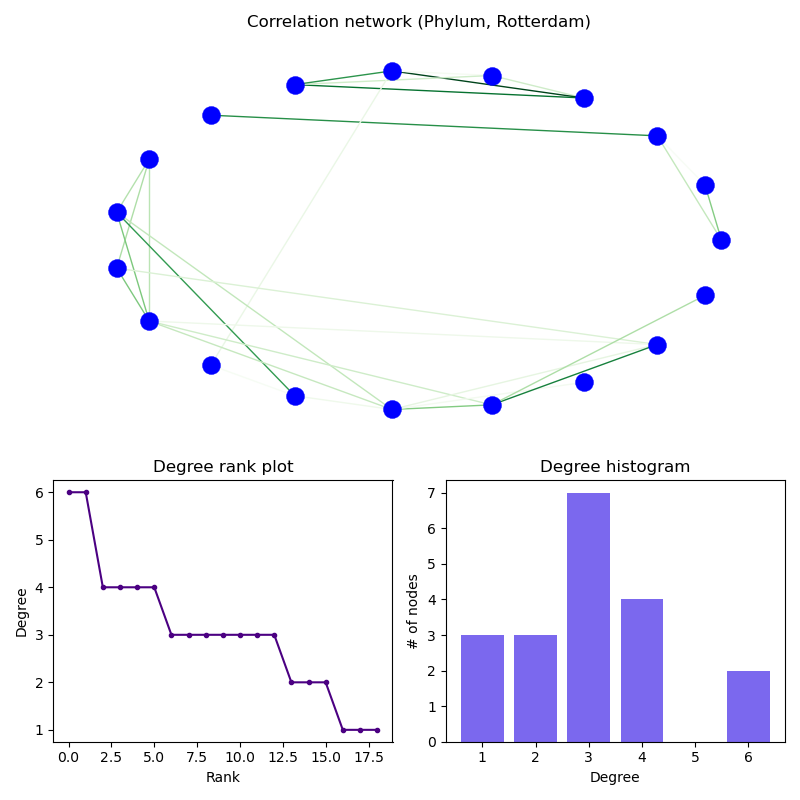 Correlation network (Phylum, Rotterdam)
Degree rank plot
6
5
4
3
2
1
Degree
0.0 2.5 5.0 7.5 10.0 12.5 15.0 17.5
Rank
Degree histogram
7
6
5
4
3
2
1
0
# of nodes
1 2 3 4 5 6
Degree